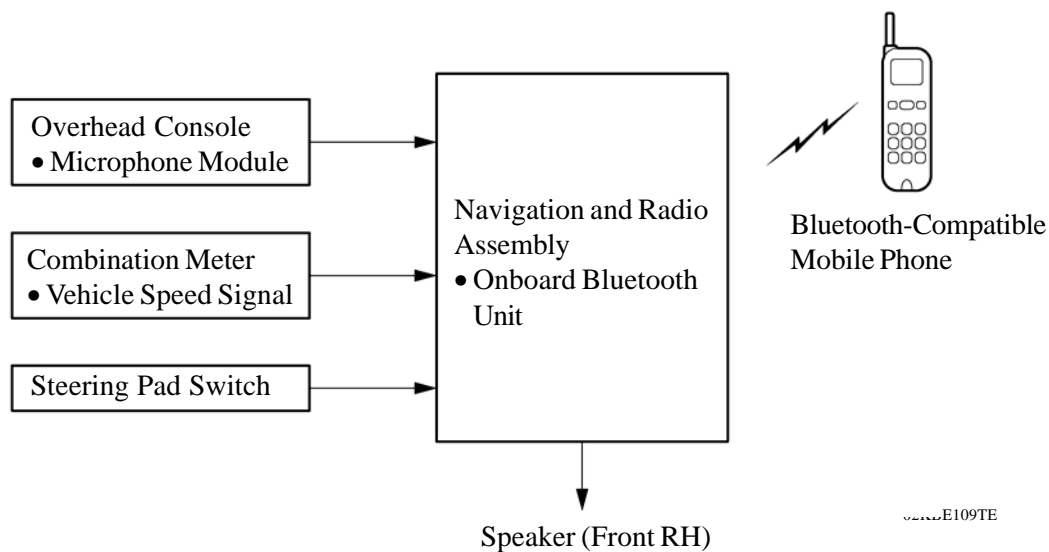 Overhead Console
• Microphone Module
Combination Meter
• Vehicle Speed Signal
Steering Pad Switch
Navigation and Radio
Assembly
• Onboard Bluetooth
Unit
Bluetooth-Compatible
Mobile Phone
Speaker (Front RH)